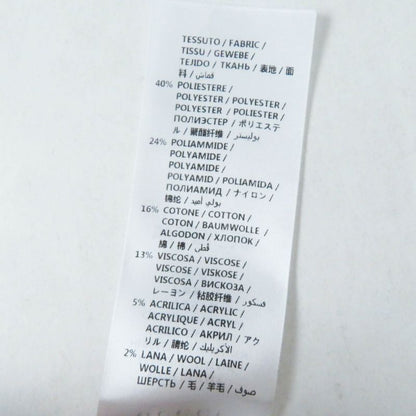 TESSUTO / FABRIC /
TISSU / GEWEBE /
TEJIDO / ТКАНЬ / 表地 / 面
料 / قماش
40% POLIESTERE /
POLYESTER / POLYESTER /
POLYESTER / POLIESTER /
ПОЛИЭСТЕР / ポリエステ
ル / 聚酯纤维 / بوليستر
24% POLIAMMIDE /
POLYAMIDE /
POLYAMIDE /
POLYAMID / POLIAMIDA /
ПОЛИАМИД / ナイロン /
锦纶 / بولي أميد
16% COTONE / COTTON /
COTON / BAUMWOLLE /
ALGODON / ХЛОПОК /
綿 / 棉 / قطن
13% VISCOSA / VISCOSE /
VISCOSE / VISKOSE /
VISCOSA / ВИСКОЗА /
レーヨン / 粘胶纤维 / فسكوز
5% ACRILICA / ACRYLIC /
ACRYLIQUE / ACRYL /
ACRILICO / АКРИЛ / アク
リル / 腈纶 / الأكريليك
2% LANA / WOOL / LAINE /
WOLLE / LANA /
ШЕРСТЬ / 毛 / 羊毛 / صوف